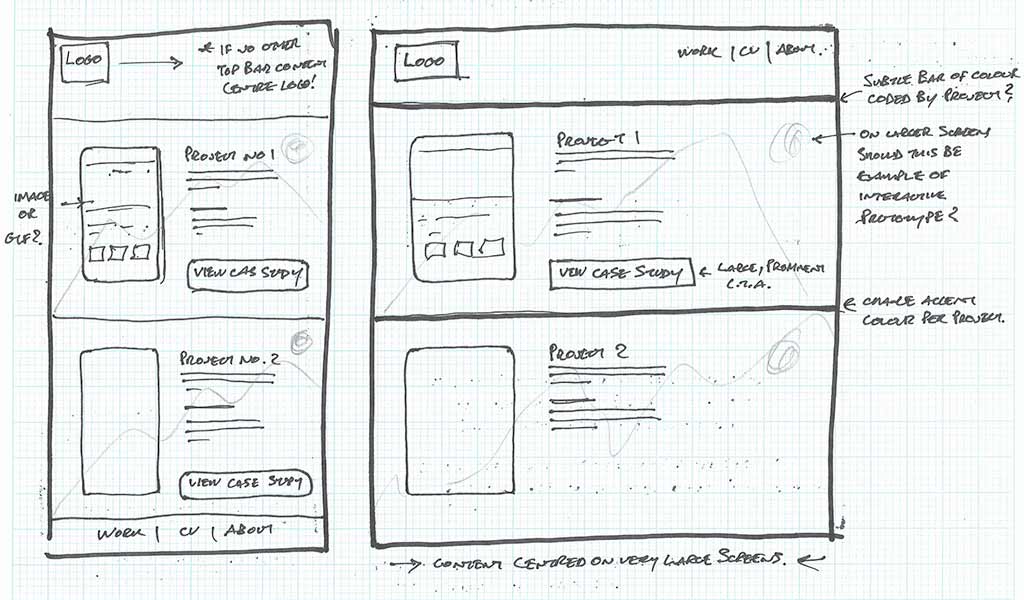 LOGO
* IF NO OTHER
TOP BAR CONTENT
CENTRE LOGO!
PROJECT NO 1
IMAGE
OR
GIF?
VIEW CAS STUDY
PROJECT NO. 2
VIEW CASE STUDY
WORK | CV | ABOUT
LOGO
WORK | CV | ABOUT.
SUBTLE BAR OF COLOUR
CODED BY PROJECT?
PROJECT 1
ON LARGER SCREENS
SHOULD THIS BE
EXAMPLE OF
INTERACTIVE
PROTOTYPE?
VIEW CASE STUDY
LARGE, PROMINENT
C.T.A.
CHANGE ACCENT
COLOUR PER PROJECT.
PROJECT 2
CONTENT CENTRED ON VERY LARGE SCREENS.